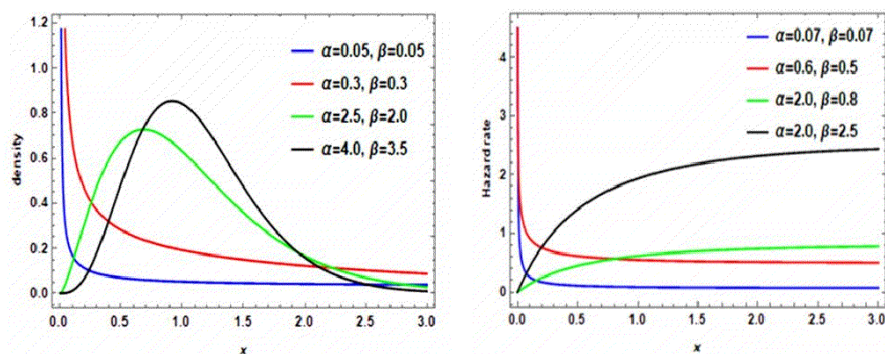 1.2
1.0
0.8
0.6
0.4
0.2
0.0
density
α=0.05, β=0.05
α=0.3, β=0.3
α=2.5, β=2.0
α=4.0, β=3.5
0.0 0.5 1.0 1.5 2.0 2.5 3.0
x
4
2
0
Hazard rate
α=0.07, β=0.07
α=0.6, β=0.5
α=2.0, β=0.8
α=2.0, β=2.5
0.0 0.5 1.0 1.5 2.0 2.5 3.0
x